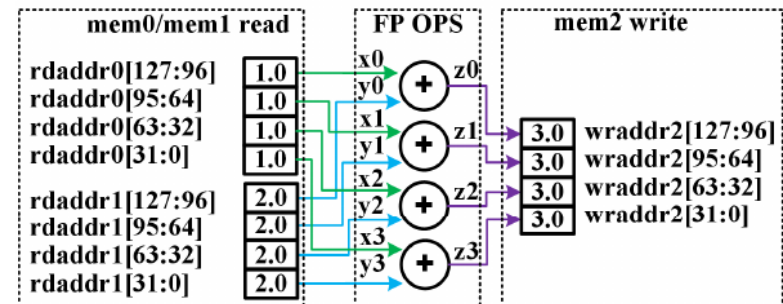 mem0/mem1 read
FP OPS
mem2 write
rdaddr0[127:96] 1.0
rdaddr0[95:64] 1.0
rdaddr0[63:32] 1.0
rdaddr0[31:0] 1.0
rdaddr1[127:96] 2.0
rdaddr1[95:64] 2.0
rdaddr1[63:32] 2.0
rdaddr1[31:0] 2.0
x0
y0
+
z0
x1
y1
+
z1
x2
y2
+
z2
x3
y3
+
z3
3.0 wraddr2[127:96]
3.0 wraddr2[95:64]
3.0 wraddr2[63:32]
3.0 wraddr2[31:0]